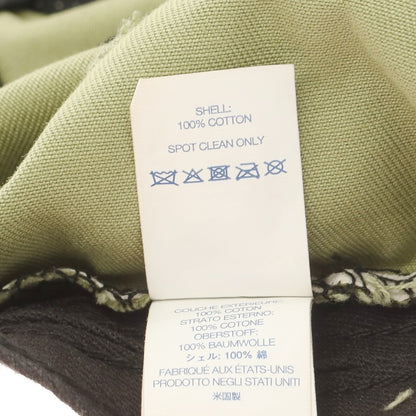 SHELL:
100% COTTON
SPOT CLEAN ONLY
COUCHE EXTÉRIEURE:
100% COTON
STRATO ESTERNO:
100% COTONE
OBERSTOFF:
100% BAUMWOLLE
シェル: 100% 綿
FABRIQUÉ AUX ÉTATS-UNIS
PRODOTTO NEGLI STATI UNITI
米国製